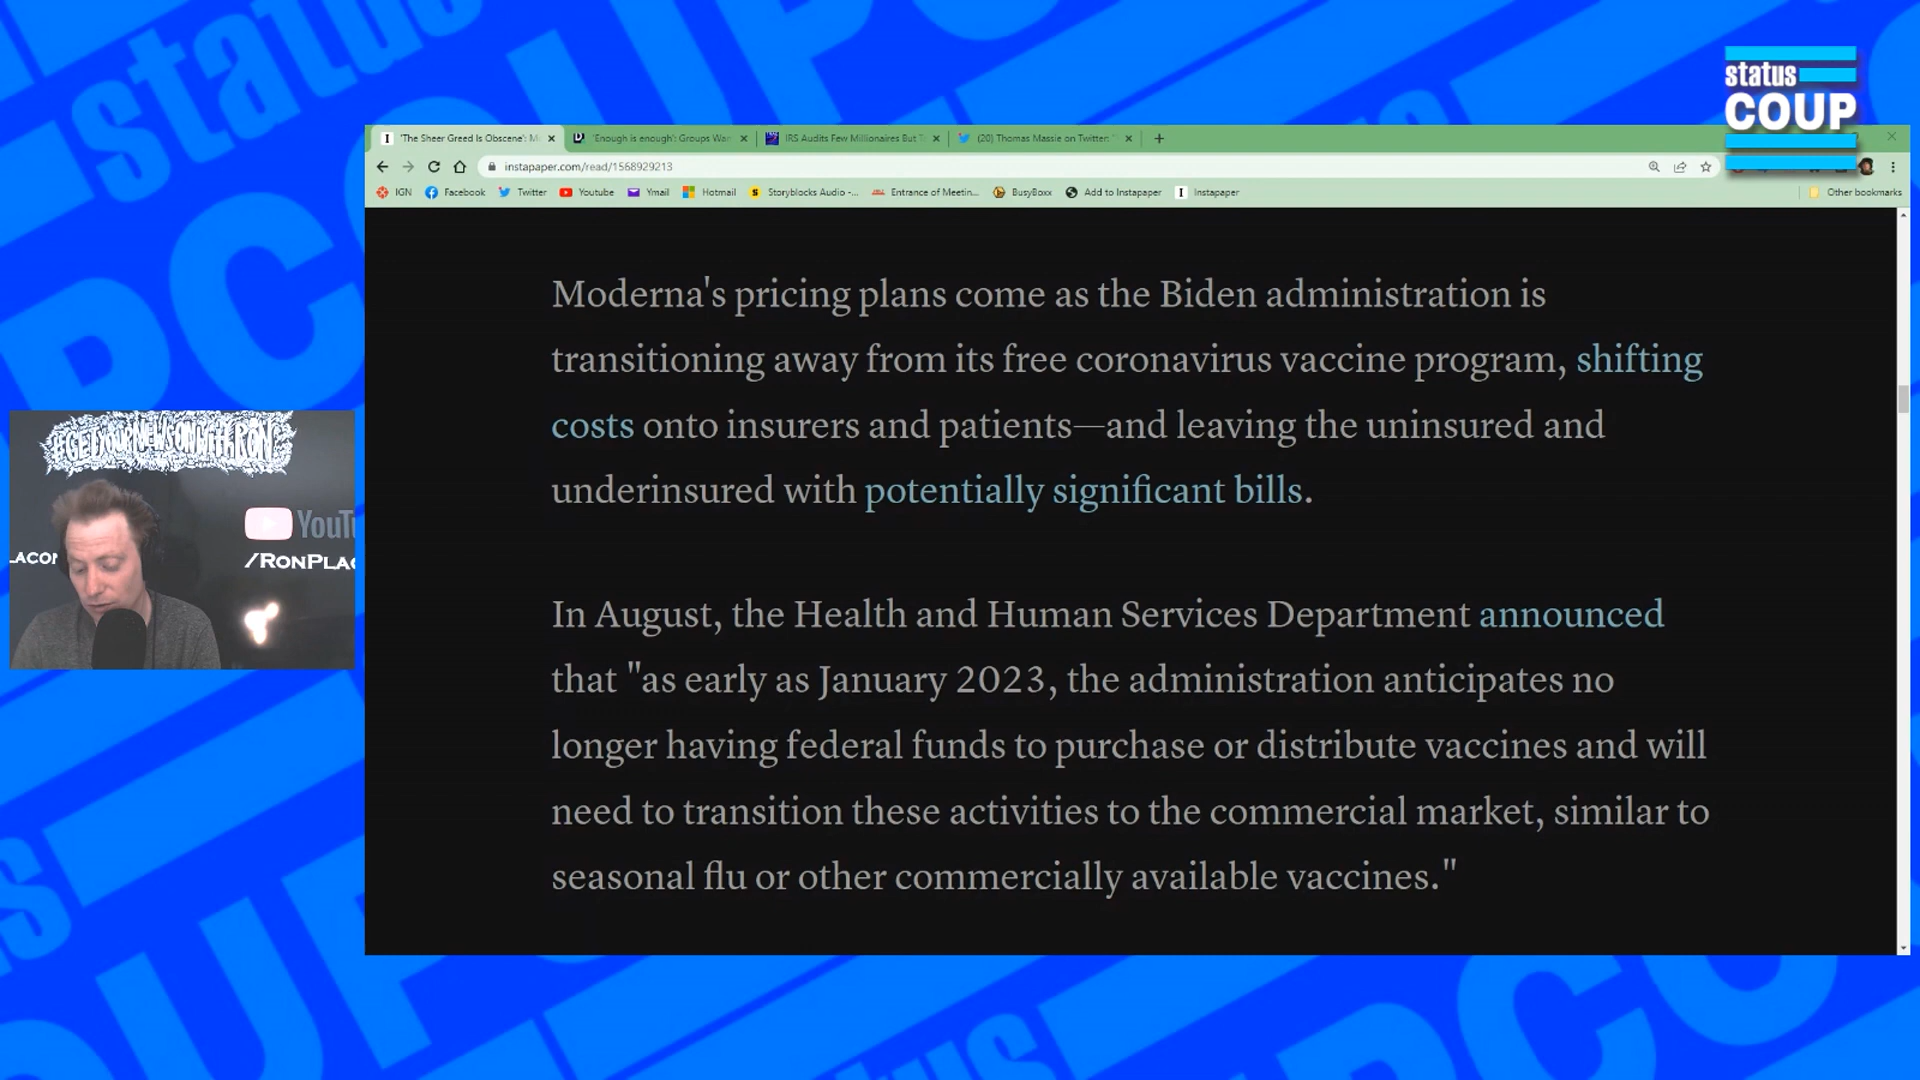 status
COUP
'The Sheer Greed Is Obscene': M
'Enough is enough': Groups War
IRS Audits Few Millionaires But T
(20) Thomas Massie on Twitter: "
instapaper.com/read/1568929213
IGN
Facebook
Twitter
Youtube
Ymail
Hotmail
Storyblocks Audio -...
Entrance of Meetin...
BusyBoxx
Add to Instapaper
Instapaper
Other bookmarks
Moderna's pricing plans come as the Biden administration is
transitioning away from its free coronavirus vaccine program, shifting
costs onto insurers and patients—and leaving the uninsured and
underinsured with potentially significant bills.
In August, the Health and Human Services Department announced
that "as early as January 2023, the administration anticipates no
longer having federal funds to purchase or distribute vaccines and will
need to transition these activities to the commercial market, similar to
seasonal flu or other commercially available vaccines."
#GETYOURNEWSONWITHRON
YouTu
LACON
/RONPLAC
status
COUP